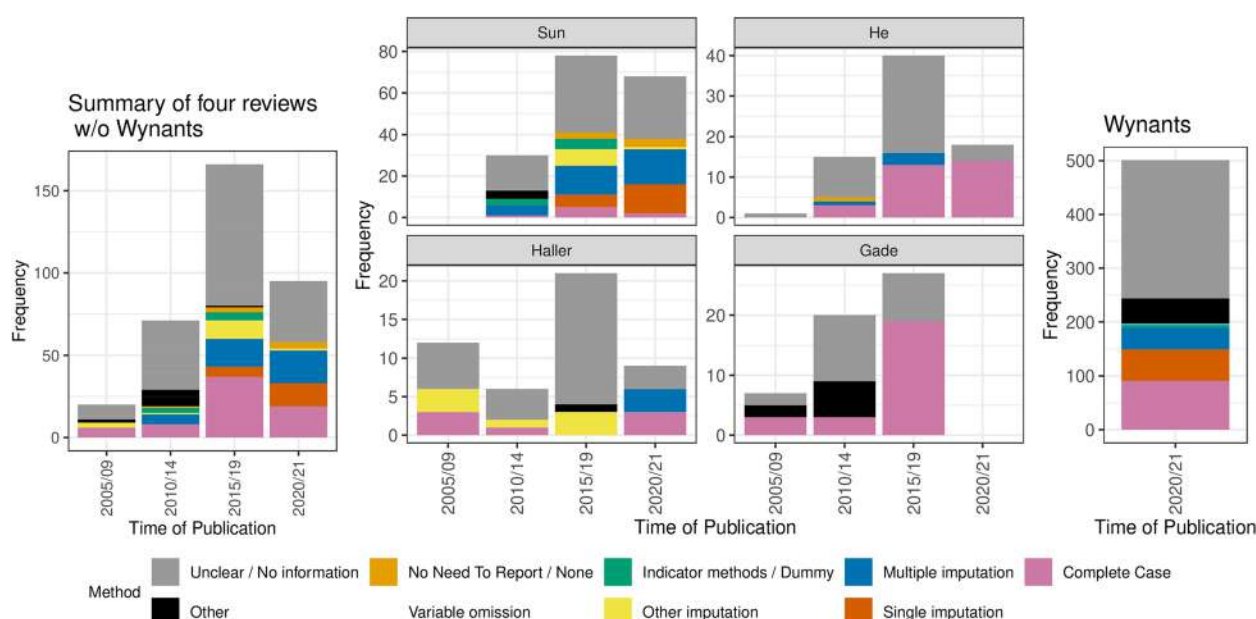 Summary of four reviews
w/o Wynants
Frequency
150
100
50
0
2005/09
2010/14
2015/19
2020/21
Time of Publication
Frequency
Sun
80
60
40
20
0
He
40
30
20
10
0
Haller
20
15
10
5
0
2005/09
2010/14
2015/19
2020/21
Gade
20
10
0
2005/09
2010/14
2015/19
2020/21
Time of Publication
Wynants
Frequency
500
400
300
200
100
0
2020/21
Time of Publication
Method
Unclear / No information
No Need To Report / None
Indicator methods / Dummy
Multiple imputation
Complete Case
Other
Variable omission
Other imputation
Single imputation